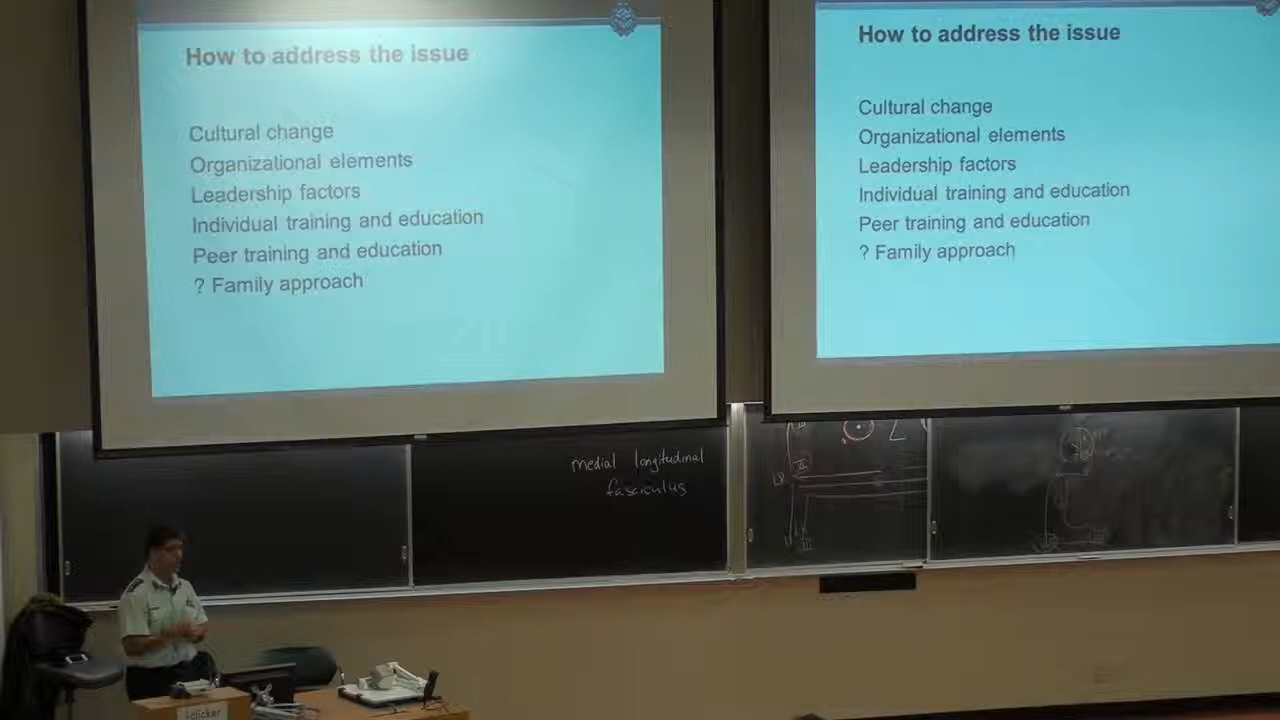 How to address the issue
Cultural change
Organizational elements
Leadership factors
Individual training and education
Peer training and education
? Family approach
How to address the issue
Cultural change
Organizational elements
Leadership factors
Individual training and education
Peer training and education
? Family approach
medial longitudinal
fasciculus